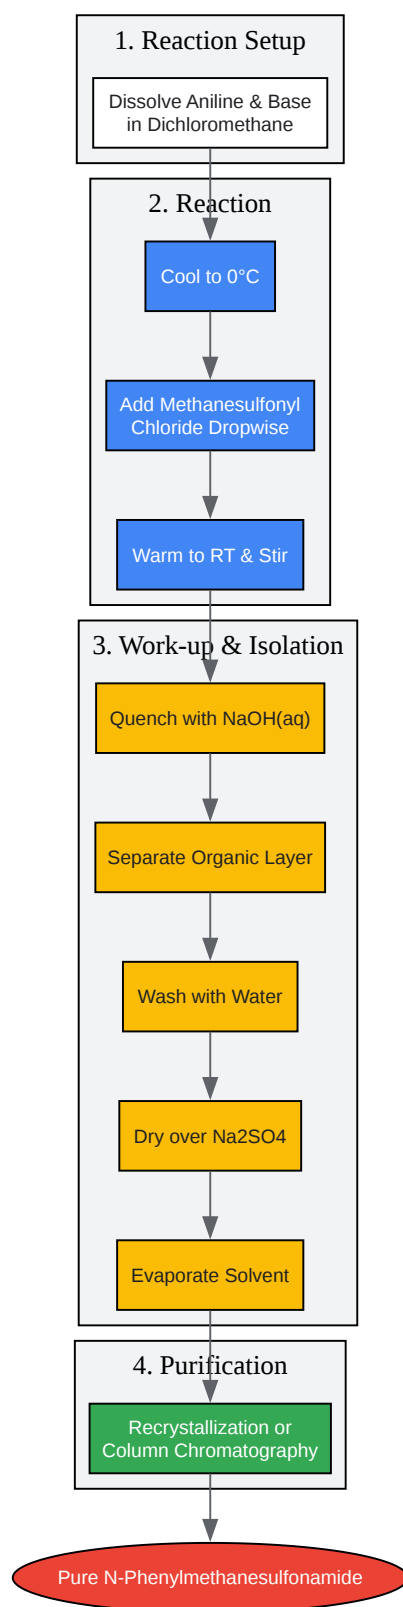 1. Reaction Setup
Dissolve Aniline & Base
in Dichloromethane
2. Reaction
Cool to 0°C
Add Methanesulfonyl
Chloride Dropwise
Warm to RT & Stir
3. Work-up & Isolation
Quench with NaOH(aq)
Separate Organic Layer
Wash with Water
Dry over Na2SO4
Evaporate Solvent
4. Purification
Recrystallization or
Column Chromatography
Pure N-Phenylmethanesulfonamide